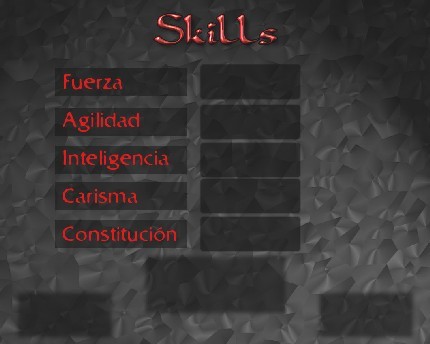 Skills
Fuerza
Agilidad
Inteligencia
Carisma
Constitución